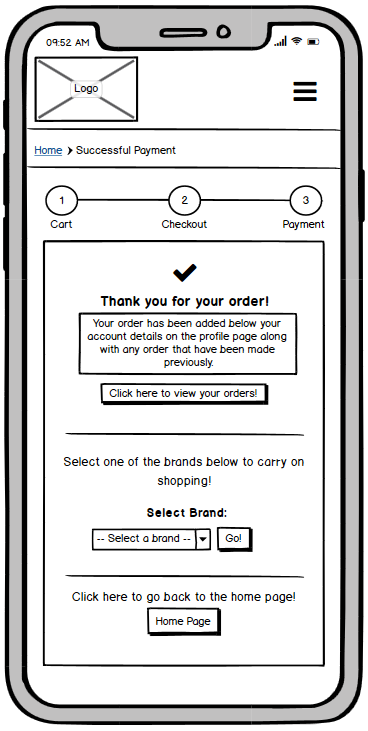 09:52 AM
Logo
Home > Successful Payment
1 2 3
Cart Checkout Payment
Thank you for your order!
Your order has been added below your
account details on the profile page along
with any order that have been made
previously.
Click here to view your orders!
Select one of the brands below to carry on
shopping!
Select Brand:
-- Select a brand -- Go!
Click here to go back to the home page!
Home Page